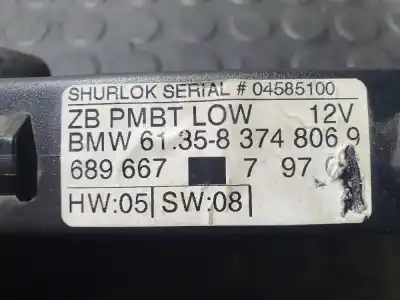 SHURLOK SERIAL # 04585100
ZB PMBT LOW 12V
BMW 61.35-8 374 806 9
689 667 7 97
HW:05 SW:08